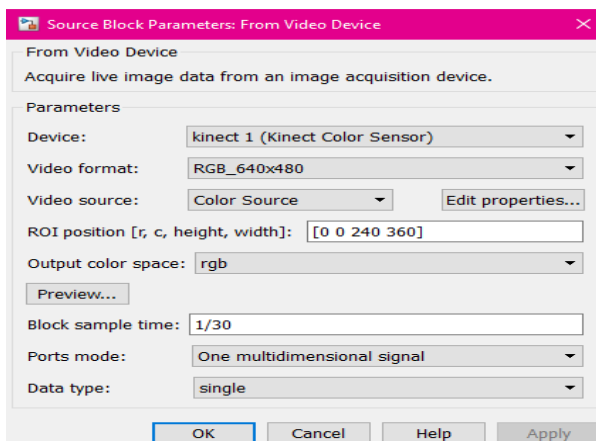 Source Block Parameters: From Video Device
From Video Device
Acquire live image data from an image acquisition device.
Parameters
Device: kinect 1 (Kinect Color Sensor)
Video format: RGB_640x480
Video source: Color Source Edit properties...
ROI position [r, c, height, width]: [0 0 240 360]
Output color space: rgb
Preview...
Block sample time: 1/30
Ports mode: One multidimensional signal
Data type: single
OK Cancel Help Apply